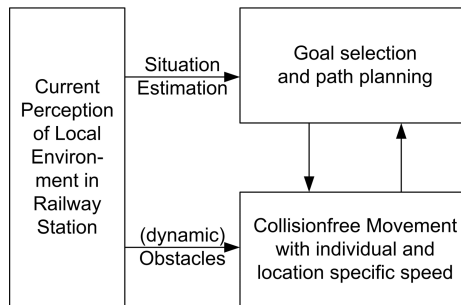 Current
Perception
of Local
Environ-
ment in
Railway
Station
Situation
Estimation
Goal selection
and path planning
(dynamic)
Obstacles
Collisionfree Movement
with individual and
location specific speed